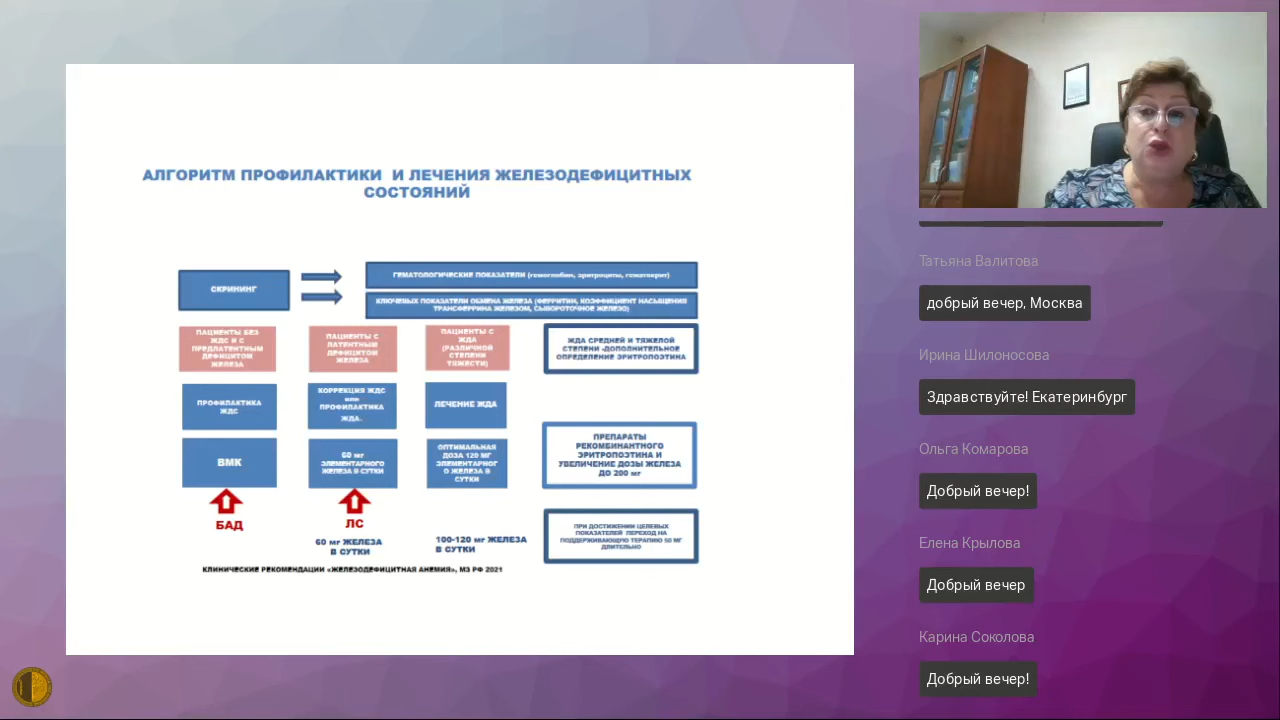 АЛГОРИТМ ПРОФИЛАКТИКИ И ЛЕЧЕНИЯ ЖЕЛЕЗОДЕФИЦИТНЫХ
СОСТОЯНИЙ
СКРИНИНГ
ГЕМАТОЛОГИЧЕСКИЕ ПОКАЗАТЕЛИ (гемоглобин, эритроциты, гематокрит)
КЛЮЧЕВЫХ ПОКАЗАТЕЛИ ОБМЕНА ЖЕЛЕЗА (ФЕРРИТИН, КОЭФФИЦИЕНТ НАСЫЩЕНИЯ
ТРАНСФЕРРИНА ЖЕЛЕЗОМ, СЫВОРОТОЧНОЕ ЖЕЛЕЗО)
ПАЦИЕНТЫ БЕЗ
ЖДС И С
ПРЕДЛАТЕНТНЫМ
ДЕФИЦИТОМ
ЖЕЛЕЗА
ПАЦИЕНТЫ С
ЛАТЕНТНЫМ
ДЕФИЦИТОМ
ЖЕЛЕЗА
ПАЦИЕНТЫ С
ЖДА
(РАЗЛИЧНОЙ
СТЕПЕНИ
ТЯЖЕСТИ)
ЖДА СРЕДНЕЙ И ТЯЖЕЛОЙ
СТЕПЕНИ -ДОПОЛНИТЕЛЬНОЕ
ОПРЕДЕЛЕНИЕ ЭРИТРОПОЭТИНА
ПРОФИЛАКТИКА
ЖДС
КОРРЕКЦИЯ ЖДС
или
ПРОФИЛАКТИКА
ЖДА.
ЛЕЧЕНИЕ ЖДА
ВМК
60 мг
ЭЛЕМЕНТАРНОГО
ЖЕЛЕЗА В СУТКИ
ОПТИМАЛЬНАЯ
ДОЗА 120 МГ
ЭЛЕМЕНТАРНОГ
О ЖЕЛЕЗА В
СУТКИ
ПРЕПАРАТЫ
РЕКОМБИНАНТНОГО
ЭРИТРОПОЭТИНА И
УВЕЛИЧЕНИЕ ДОЗЫ ЖЕЛЕЗА
ДО 200 мг
БАД
ЛС
60 мг ЖЕЛЕЗА
В СУТКИ
100-120 мг ЖЕЛЕЗА
В СУТКИ
ПРИ ДОСТИЖЕНИИ ЦЕЛЕВЫХ
ПОКАЗАТЕЛЕЙ ПЕРЕХОД НА
ПОДДЕРЖИВАЮЩУЮ ТЕРАПИЮ 50 МГ
ДЛИТЕЛЬНО
КЛИНИЧЕСКИЕ РЕКОМЕНДАЦИИ «ЖЕЛЕЗОДЕФИЦИТНАЯ АНЕМИЯ», МЗ РФ 2021
Татьяна Валитова
добрый вечер, Москва
Ирина Шилоносова
Здравствуйте! Екатеринбург
Ольга Комарова
Добрый вечер!
Елена Крылова
Добрый вечер
Карина Соколова
Добрый вечер!